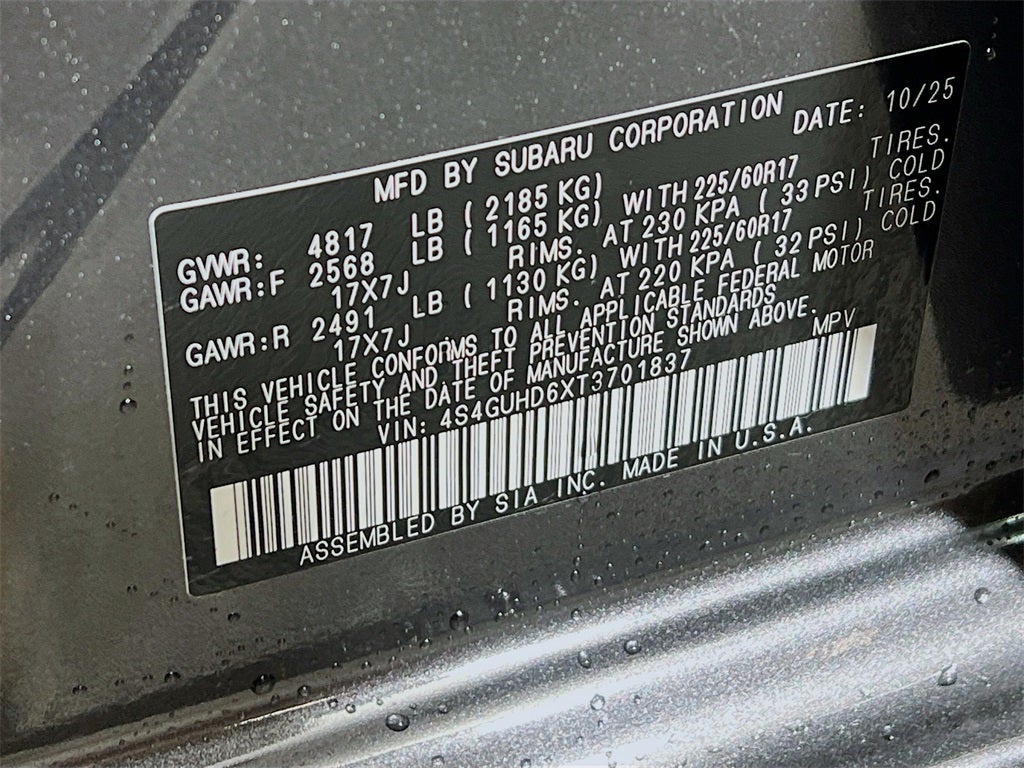 MFD BY SUBARU CORPORATION DATE: 10/25
GVWR: 4817 LB ( 2185 KG)
GAWR:F 2568 LB ( 1165 KG) WITH 225/60R17 TIRES.
17X7J RIMS. AT 230 KPA ( 33 PSI) COLD
GAWR:R 2491 LB ( 1130 KG) WITH 225/60R17 TIRES.
17X7J RIMS. AT 220 KPA ( 32 PSI) COLD
THIS VEHICLE CONFORMS TO ALL APPLICABLE FEDERAL MOTOR
VEHICLE SAFETY AND THEFT PREVENTION STANDARDS
IN EFFECT ON THE DATE OF MANUFACTURE SHOWN ABOVE.
VIN: 4S4GUHD6XT3701837 MPV
ASSEMBLED BY SIA INC. MADE IN U.S.A.